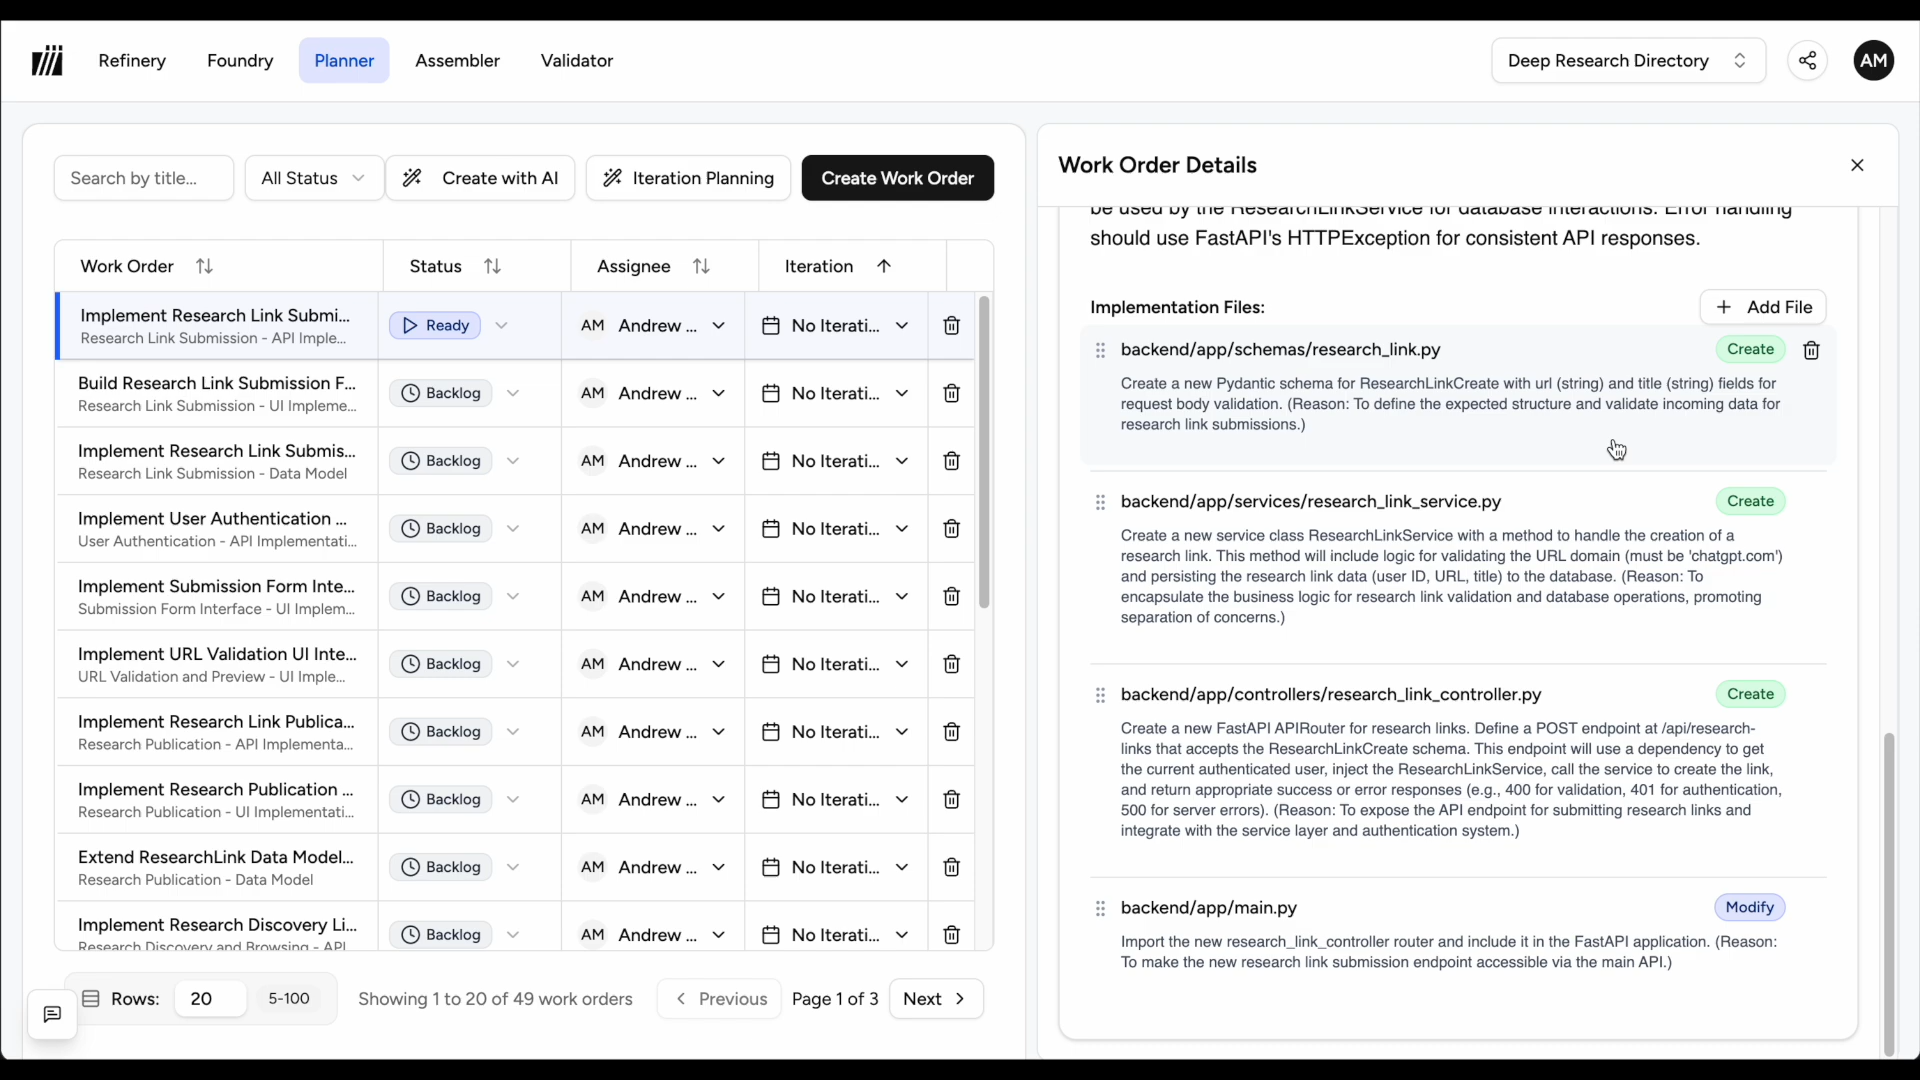 Refinery
Foundry
Planner
Assembler
Validator
Deep Research Directory
AM
Search by title...
All Status
Create with AI
Iteration Planning
Create Work Order
Work Order
Status
Assignee
Iteration
Implement Research Link Submi...
Research Link Submission - API Imple...
Ready
AM
Andrew ...
No Iterati...
Build Research Link Submission F...
Research Link Submission - UI Impleme...
Backlog
AM
Andrew ...
No Iterati...
Implement Research Link Submis...
Research Link Submission - Data Model
Backlog
AM
Andrew ...
No Iterati...
Implement User Authentication ...
User Authentication - API Implementati...
Backlog
AM
Andrew ...
No Iterati...
Implement Submission Form Inte...
Submission Form Interface - UI Implem...
Backlog
AM
Andrew ...
No Iterati...
Implement URL Validation UI Inte...
URL Validation and Preview - UI Imple...
Backlog
AM
Andrew ...
No Iterati...
Implement Research Link Publica...
Research Publication - API Implementa...
Backlog
AM
Andrew ...
No Iterati...
Implement Research Publication ...
Research Publication - UI Implementati...
Backlog
AM
Andrew ...
No Iterati...
Extend ResearchLink Data Model...
Research Publication - Data Model
Backlog
AM
Andrew ...
No Iterati...
Implement Research Discovery Li...
Research Discovery and Browsing - API
Backlog
AM
Andrew ...
No Iterati...
Rows:
20
5-100
Showing 1 to 20 of 49 work orders
Previous
Page 1 of 3
Next
Work Order Details
be used by the ResearchLinkService for database interactions. Error handling
should use FastAPI's HTTPException for consistent API responses.
Implementation Files:
Add File
backend/app/schemas/research_link.py
Create
Create a new Pydantic schema for ResearchLinkCreate with url (string) and title (string) fields for
request body validation. (Reason: To define the expected structure and validate incoming data for
research link submissions.)
backend/app/services/research_link_service.py
Create
Create a new service class ResearchLinkService with a method to handle the creation of a
research link. This method will include logic for validating the URL domain (must be 'chatgpt.com')
and persisting the research link data (user ID, URL, title) to the database. (Reason: To
encapsulate the business logic for research link validation and database operations, promoting
separation of concerns.)
backend/app/controllers/research_link_controller.py
Create
Create a new FastAPI APIRouter for research links. Define a POST endpoint at /api/research-
links that accepts the ResearchLinkCreate schema. This endpoint will use a dependency to get
the current authenticated user, inject the ResearchLinkService, call the service to create the link,
and return appropriate success or error responses (e.g., 400 for validation, 401 for authentication,
500 for server errors). (Reason: To expose the API endpoint for submitting research links and
integrate with the service layer and authentication system.)
backend/app/main.py
Modify
Import the new research_link_controller router and include it in the FastAPI application. (Reason:
To make the new research link submission endpoint accessible via the main API.)